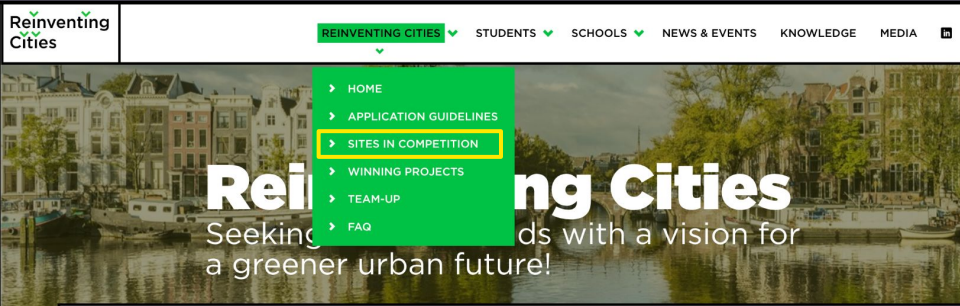 Reinventing
Cities
REINVENTING CITIES
STUDENTS
SCHOOLS
NEWS & EVENTS
KNOWLEDGE
MEDIA
in
HOME
APPLICATION GUIDELINES
SITES IN COMPETITION
WINNING PROJECTS
TEAM-UP
FAQ
Rei ng Cities
Seeking ds with a vision for
a greener urban future!